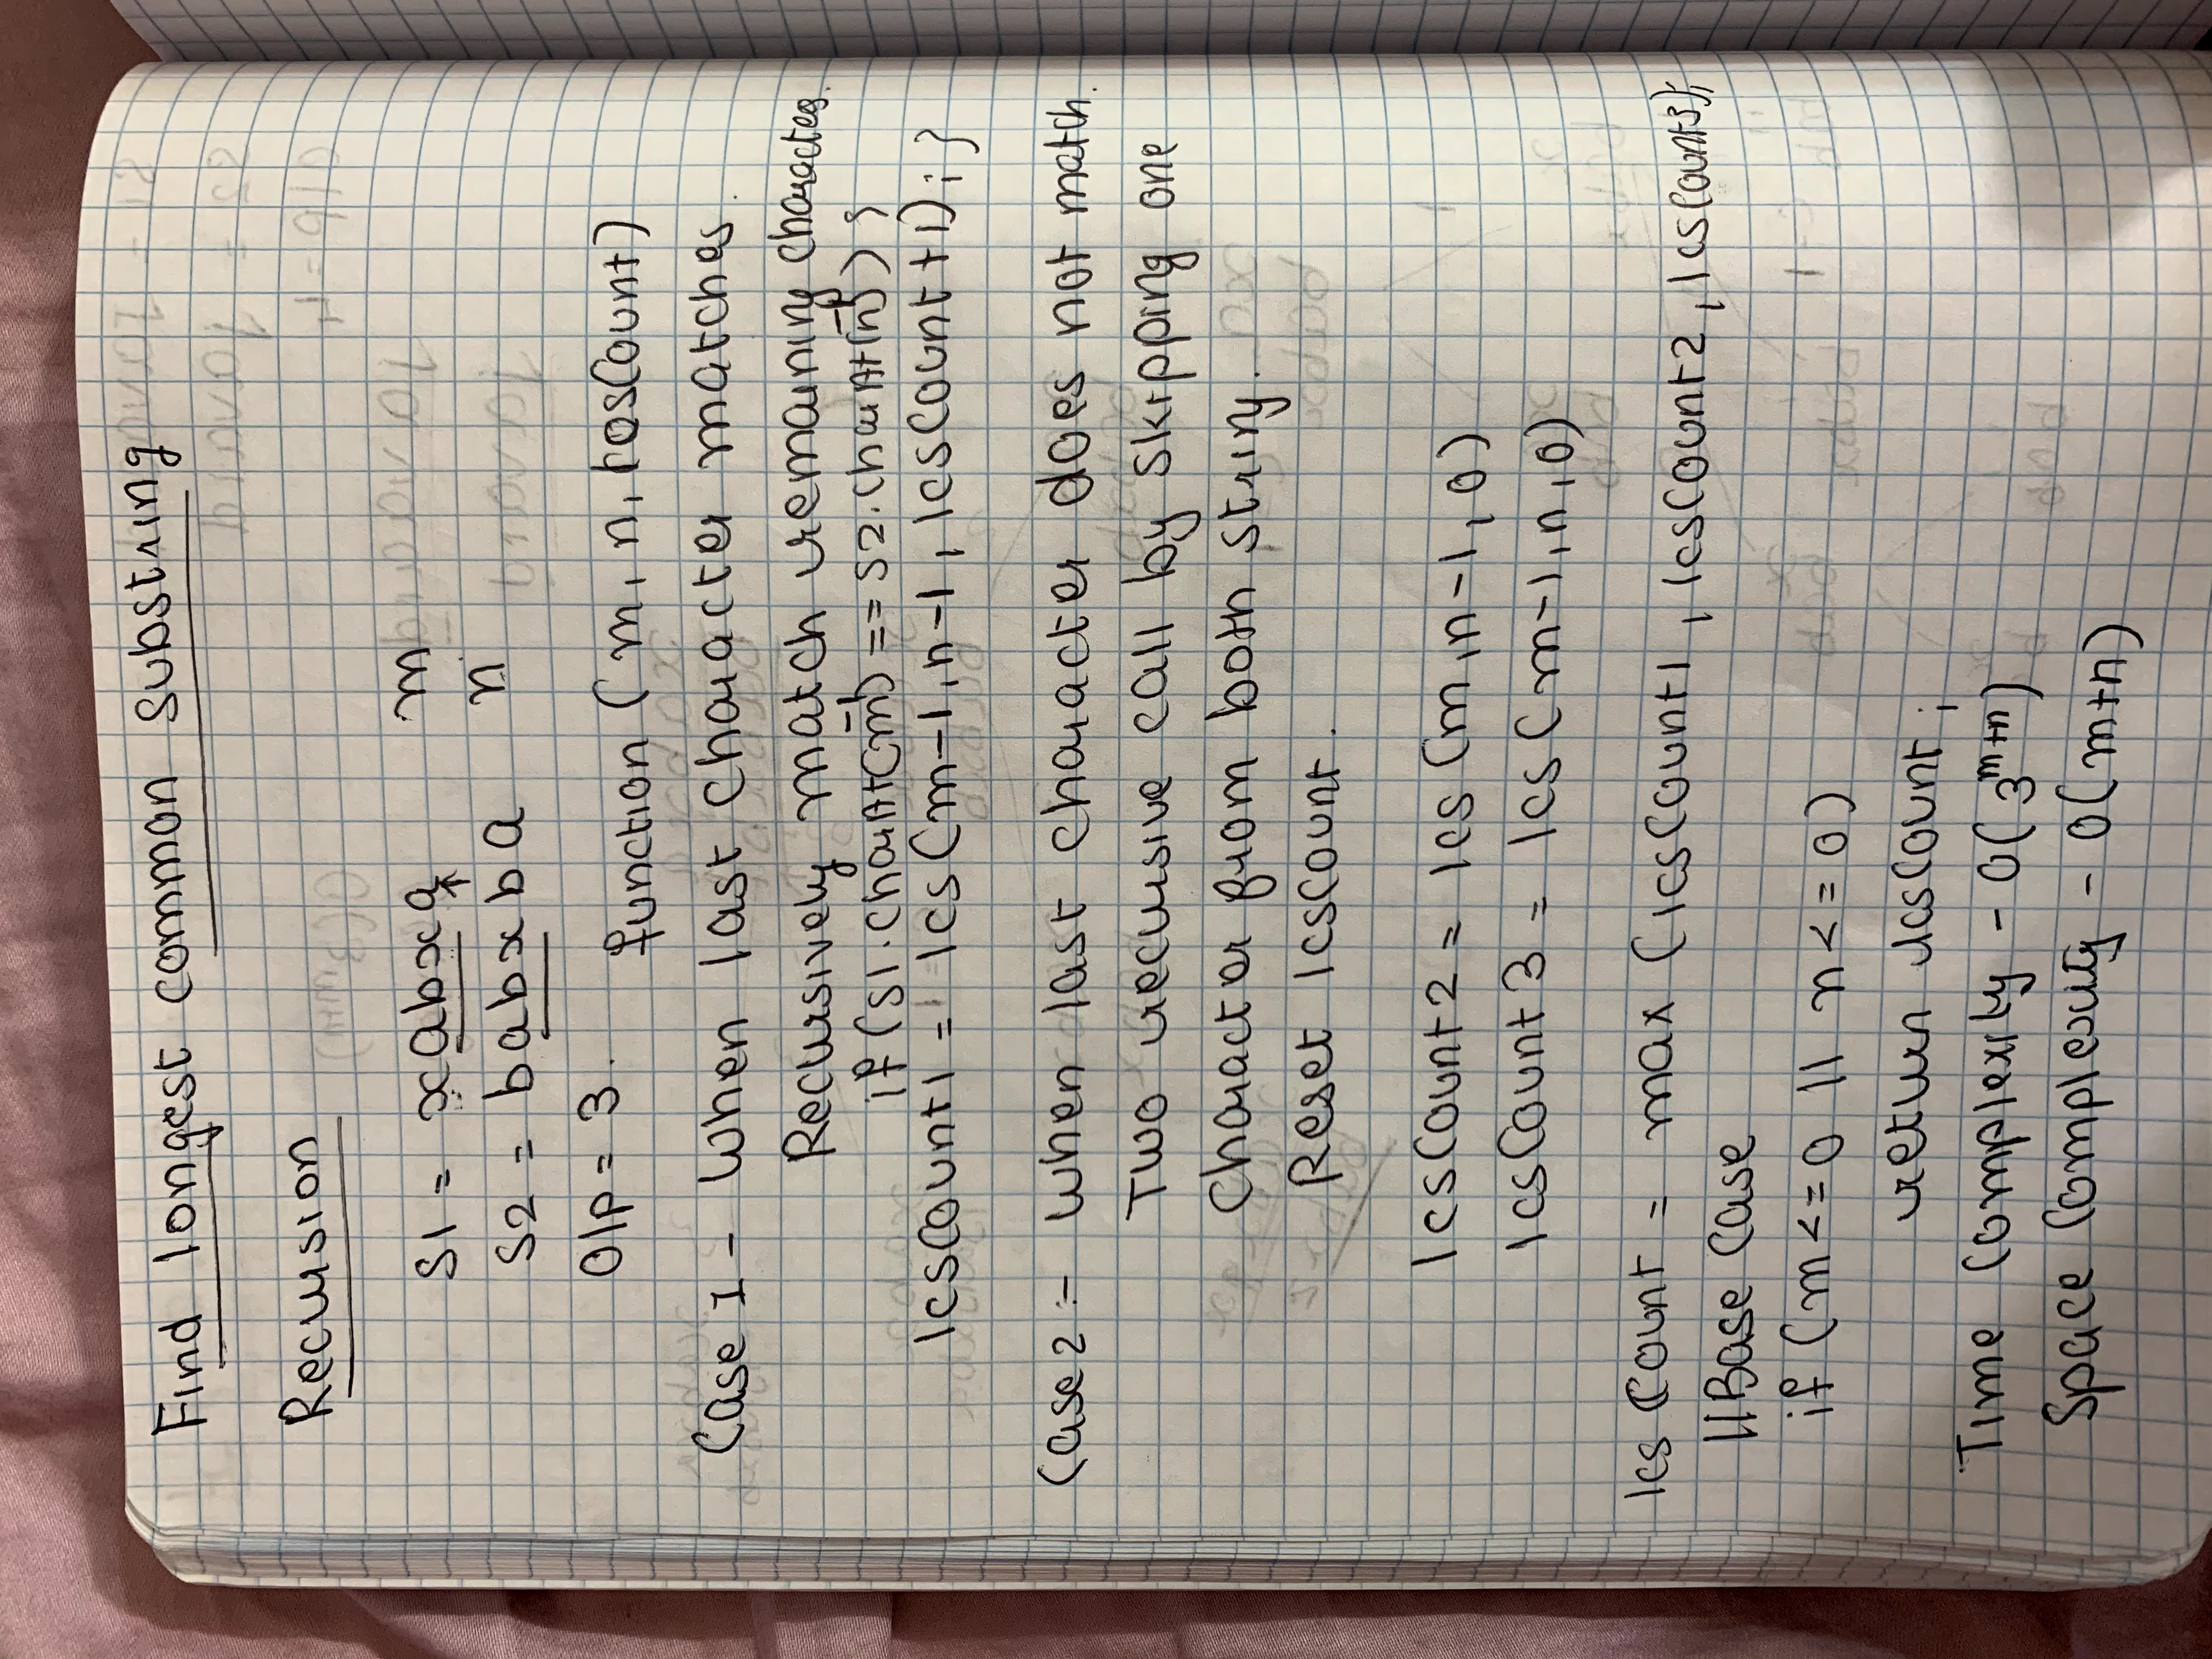 Find longest common substring
Recursion
S1 = xabxa m
S2 = babxba n
O/p = 3.
function (m, n, lcsCount)
Case 1 - When last character matches.
Recursively match remaining character.
if (S1.charAt(m-1) == S2.charAt(n-1)) {
lcsCount1 = lcs(m-1, n-1, lcsCount+1); }
Case 2 :- When last character does not match.
Two recursive call by skipping one
character from both string.
Reset lcsCount.
lcsCount2 = lcs (m, n-1, 0)
lcsCount3 = lcs (m-1, n, 0)
lcs Count = max (lcsCount1, lcsCount2, lcsCount3);
//Base Case
if (m <= 0 || n <= 0)
return lcsCount;
Time Complexity - O(3^m+n)
Space Complexity - O(m+n)